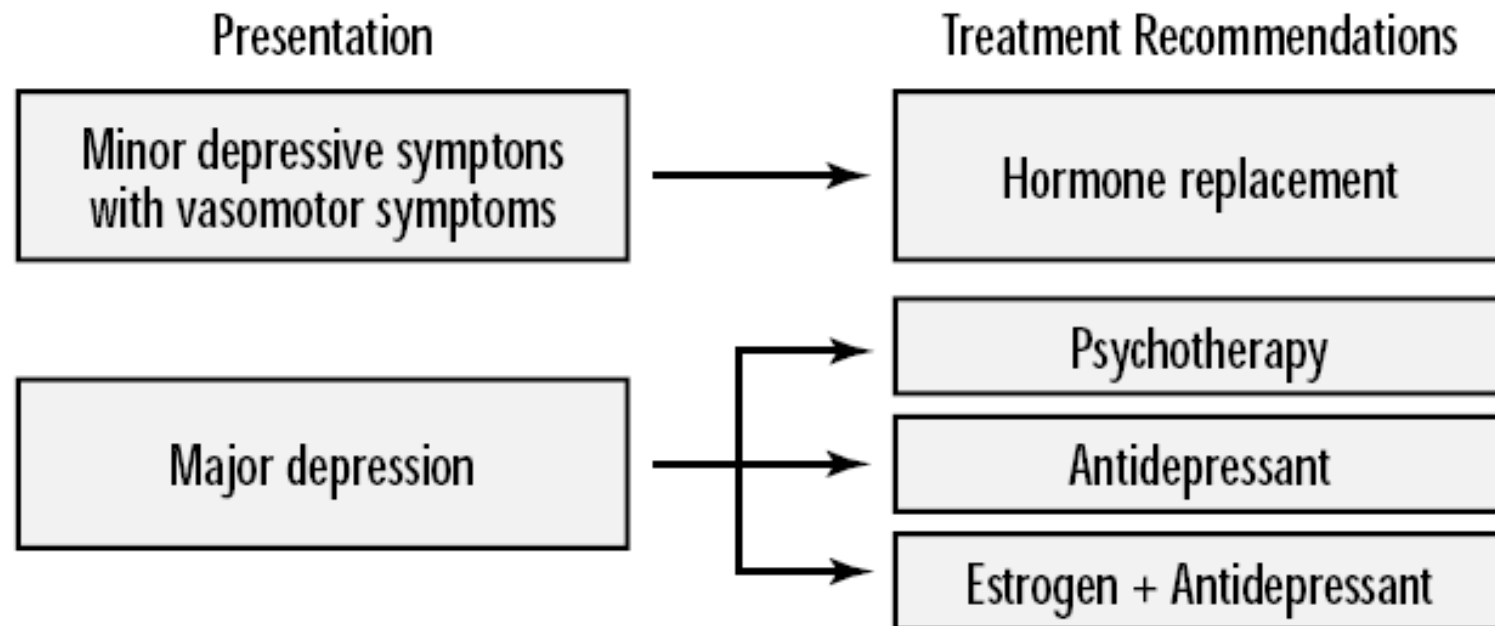 Presentation
Treatment Recommendations
Minor depressive symptons
with vasomotor symptoms
Hormone replacement
Major depression
Psychotherapy
Antidepressant
Estrogen + Antidepressant